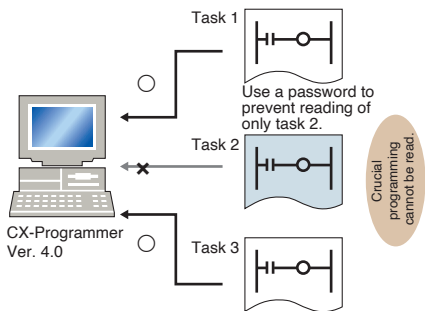 Task 1
Use a password to
prevent reading of
only task 2.
Task 2
Crucial
programming
cannot be read.
CX-Programmer
Ver. 4.0
Task 3